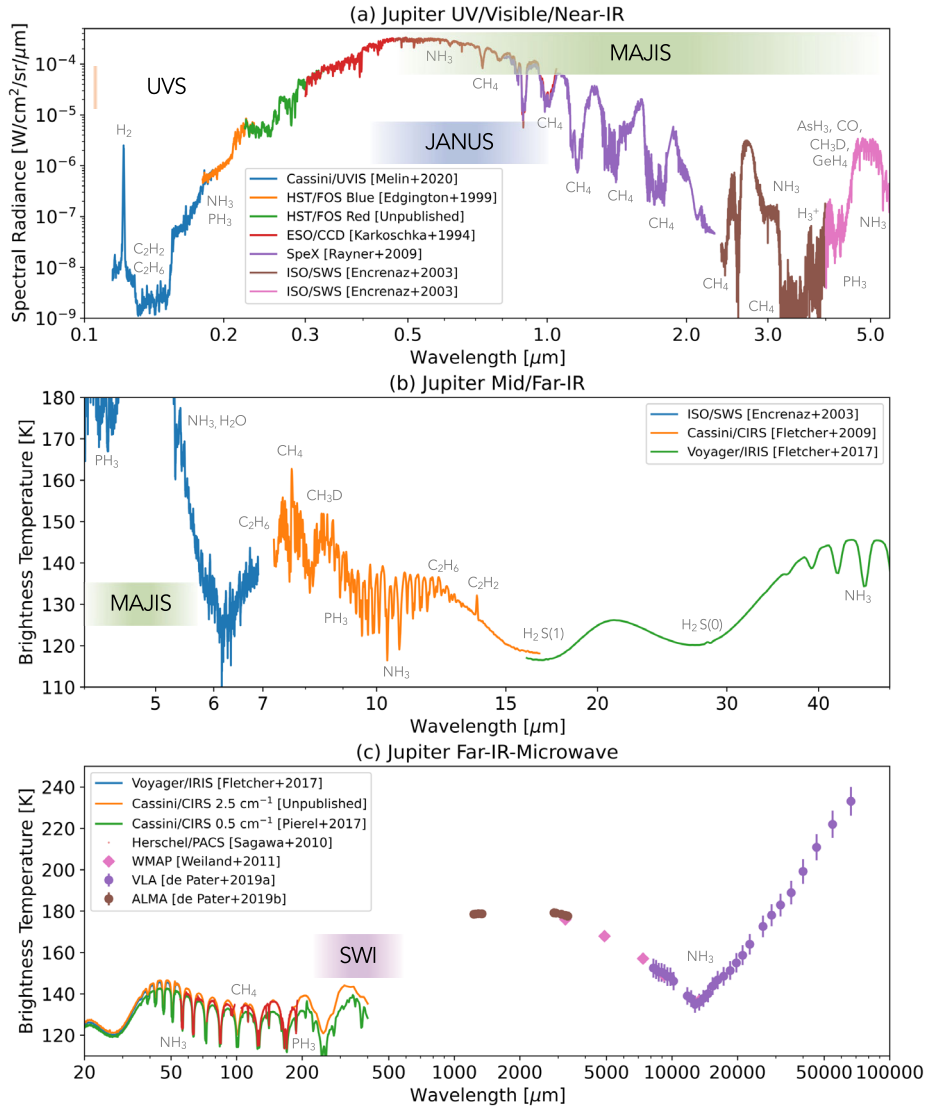 (a) Jupiter UV/Visible/Near-IR
Spectral Radiance [W/cm²/sr/μm]
10⁻⁴
10⁻⁵
10⁻⁶
10⁻⁷
10⁻⁸
10⁻⁹
UVS
MAJIS
JANUS
H₂
C₂H₂
C₂H₆
NH₃
PH₃
NH₃
CH₄
CH₄
CH₄
CH₄
CH₄
CH₄
CH₄
NH₃
H₃⁺
AsH₃, CO,
CH₃D,
GeH₄
NH₃
PH₃
Cassini/UVIS [Melin+2020]
HST/FOS Blue [Edgington+1999]
HST/FOS Red [Unpublished]
ESO/CCD [Karkoschka+1994]
SpeX [Rayner+2009]
ISO/SWS [Encrenaz+2003]
ISO/SWS [Encrenaz+2003]
0.1 0.2 0.3 0.5 1.0 2.0 3.0 5.0
Wavelength [μm]
(b) Jupiter Mid/Far-IR
Brightness Temperature [K]
180
170
160
150
140
130
120
110
PH₃
NH₃, H₂O
MAJIS
C₂H₆
CH₄
CH₃D
PH₃
NH₃
C₂H₆
C₂H₂
H₂ S(1)
H₂ S(0)
NH₃
ISO/SWS [Encrenaz+2003]
Cassini/CIRS [Fletcher+2009]
Voyager/IRIS [Fletcher+2017]
5 6 7 10 15 20 30 40
Wavelength [μm]
(c) Jupiter Far-IR-Microwave
Brightness Temperature [K]
240
220
200
180
160
140
120
Voyager/IRIS [Fletcher+2017]
Cassini/CIRS 2.5 cm⁻¹ [Unpublished]
Cassini/CIRS 0.5 cm⁻¹ [Pierel+2017]
Herschel/PACS [Sagawa+2010]
WMAP [Weiland+2011]
VLA [de Pater+2019a]
ALMA [de Pater+2019b]
SWI
CH₄
NH₃
PH₃
NH₃
20 30 50 100 200 500 1000 2000 5000 10000 20000 50000 100000
Wavelength [μm]